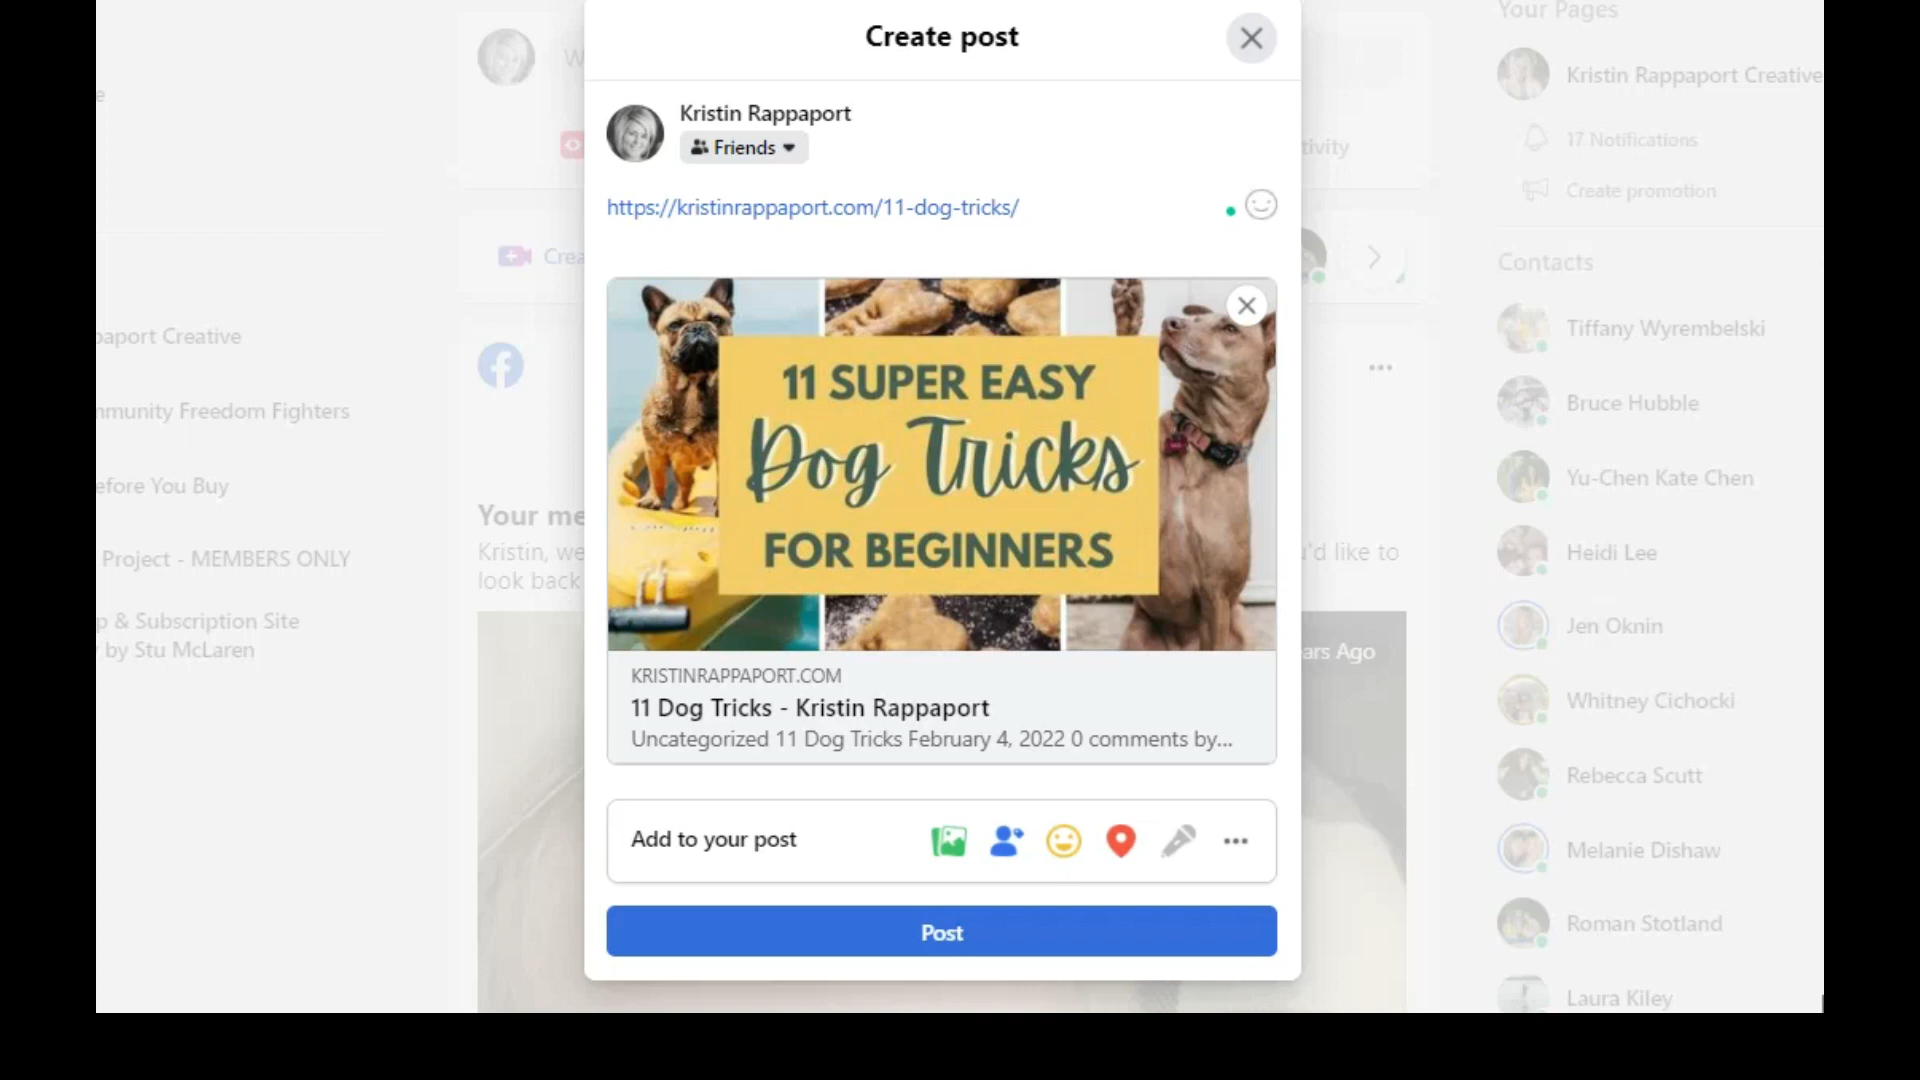 Create post
Kristin Rappaport
Friends
https://kristinrappaport.com/11-dog-tricks/
11 SUPER EASY
Dog Tricks
FOR BEGINNERS
KRISTINRAPPAPORT.COM
11 Dog Tricks - Kristin Rappaport
Uncategorized 11 Dog Tricks February 4, 2022 0 comments by...
Add to your post
Post
e
paport Creative
mmunity Freedom Fighters
efore You Buy
Project - MEMBERS ONLY
p & Subscription Site
by Stu McLaren
W
tivity
Crea
Your me
Kristin, we
'd like to
look back
ars Ago
Your Pages
Kristin Rappaport Creative
17 Notifications
Create promotion
Contacts
Tiffany Wyrembelski
Bruce Hubble
Yu-Chen Kate Chen
Heidi Lee
Jen Oknin
Whitney Cichocki
Rebecca Scutt
Melanie Dishaw
Roman Stotland
Laura Kiley